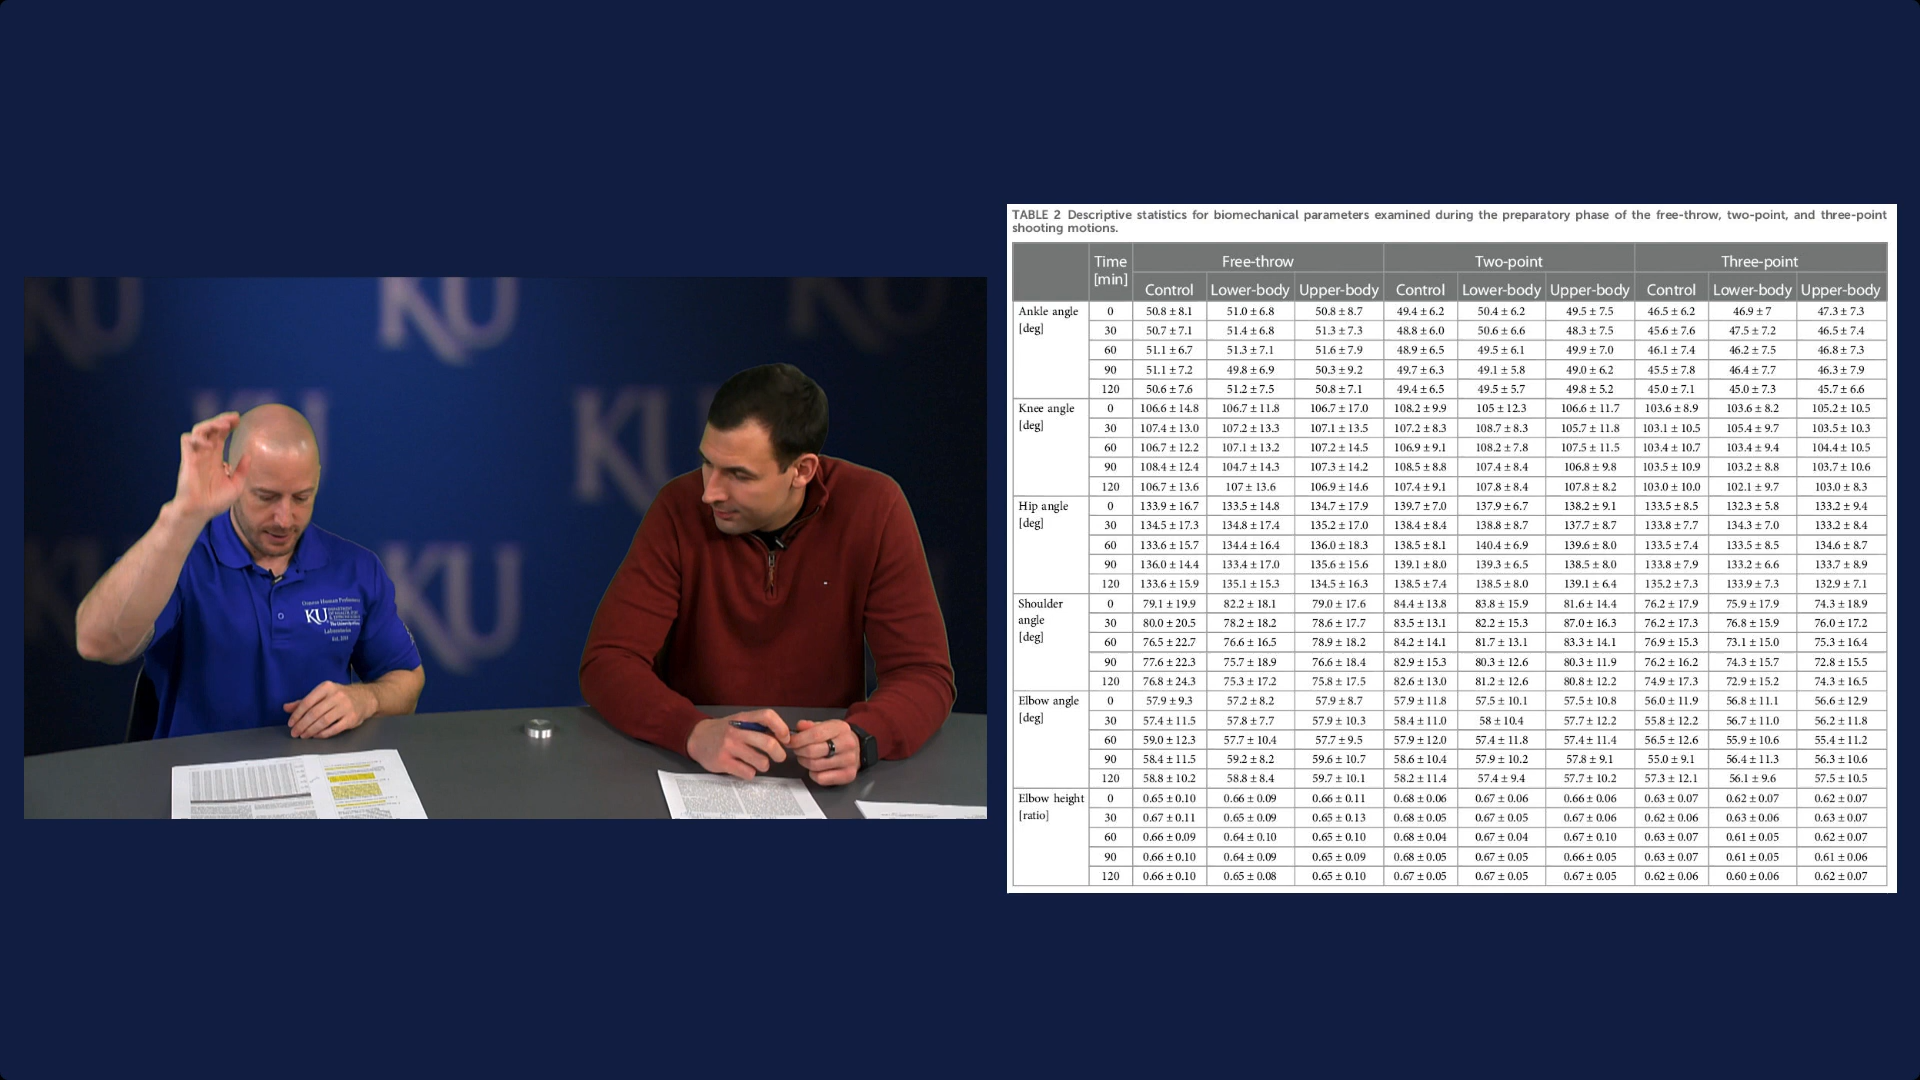 KU
KU
KU
KU
KU
KU
KU
Osness Human Performance
KU DEPARTMENT
Laboratories
Est.
TABLE 2 Descriptive statistics for biomechanical parameters examined during the preparatory phase of the free-throw, two-point, and three-point
shooting motions.
Time [min] Free-throw Two-point Three-point
Control Lower-body Upper-body Control Lower-body Upper-body Control Lower-body Upper-body
Ankle angle [deg] 0 50.8 ± 8.1 51.0 ± 6.8 50.8 ± 8.7 49.4 ± 6.2 50.4 ± 6.2 49.5 ± 7.5 46.5 ± 6.2 46.9 ± 7 47.3 ± 7.3
30 50.7 ± 7.1 51.4 ± 6.8 51.3 ± 7.3 48.8 ± 6.0 50.6 ± 6.6 48.3 ± 7.5 45.6 ± 7.6 47.5 ± 7.2 46.5 ± 7.4
60 51.1 ± 6.7 51.3 ± 7.1 51.6 ± 7.9 48.9 ± 6.5 49.5 ± 6.1 49.9 ± 7.0 46.1 ± 7.4 46.2 ± 7.5 46.8 ± 7.3
90 51.1 ± 7.2 49.8 ± 6.9 50.3 ± 9.2 49.7 ± 6.3 49.1 ± 5.8 49.0 ± 6.2 45.5 ± 7.8 46.4 ± 7.7 46.3 ± 7.9
120 50.6 ± 7.6 51.2 ± 7.5 50.8 ± 7.1 49.4 ± 6.5 49.5 ± 5.7 49.8 ± 5.2 45.0 ± 7.1 45.0 ± 7.3 45.7 ± 6.6
Knee angle [deg] 0 106.6 ± 14.8 106.7 ± 11.8 106.7 ± 17.0 108.2 ± 9.9 105 ± 12.3 106.6 ± 11.7 103.6 ± 8.9 103.6 ± 8.2 105.2 ± 10.5
30 107.4 ± 13.0 107.2 ± 13.3 107.1 ± 13.5 107.2 ± 8.3 108.7 ± 8.3 105.7 ± 11.8 103.1 ± 10.5 105.4 ± 9.7 103.5 ± 10.3
60 106.7 ± 12.2 107.1 ± 13.2 107.2 ± 14.5 106.9 ± 9.1 108.2 ± 7.8 107.5 ± 11.5 103.4 ± 10.7 103.4 ± 9.4 104.4 ± 10.5
90 108.4 ± 12.4 104.7 ± 14.3 107.3 ± 14.2 108.5 ± 8.8 107.4 ± 8.4 106.8 ± 9.8 103.5 ± 10.9 103.2 ± 8.8 103.7 ± 10.6
120 106.7 ± 13.6 107 ± 13.6 106.9 ± 14.6 107.4 ± 9.1 107.8 ± 8.4 107.8 ± 8.2 103.0 ± 10.0 102.1 ± 9.7 103.0 ± 8.3
Hip angle [deg] 0 133.9 ± 16.7 133.5 ± 14.8 134.7 ± 17.9 139.7 ± 7.0 137.9 ± 6.7 138.2 ± 9.1 133.5 ± 8.5 132.3 ± 5.8 133.2 ± 9.4
30 134.5 ± 17.3 134.8 ± 17.4 135.2 ± 17.0 138.4 ± 8.4 138.8 ± 8.7 137.7 ± 8.7 133.8 ± 7.7 134.3 ± 7.0 133.2 ± 8.4
60 133.6 ± 15.7 134.4 ± 16.4 136.0 ± 18.3 138.5 ± 8.1 140.4 ± 6.9 139.6 ± 8.0 133.5 ± 7.4 133.5 ± 8.5 134.6 ± 8.7
90 136.0 ± 14.4 133.4 ± 17.0 135.6 ± 15.6 139.1 ± 8.0 139.3 ± 6.5 138.5 ± 8.0 133.8 ± 7.9 133.2 ± 6.6 133.7 ± 8.9
120 133.6 ± 15.9 135.1 ± 15.3 134.5 ± 16.3 138.5 ± 7.4 138.5 ± 8.0 139.1 ± 6.4 135.2 ± 7.3 133.9 ± 7.3 132.9 ± 7.1
Shoulder angle [deg] 0 79.1 ± 19.9 82.2 ± 18.1 79.0 ± 17.6 84.4 ± 13.8 83.8 ± 15.9 81.6 ± 14.4 76.2 ± 17.9 75.9 ± 17.9 74.3 ± 18.9
30 80.0 ± 20.5 78.2 ± 18.2 78.6 ± 17.7 83.5 ± 13.1 82.2 ± 15.3 87.0 ± 16.3 76.2 ± 17.3 76.8 ± 15.9 76.0 ± 17.2
60 76.5 ± 22.7 76.6 ± 16.5 78.9 ± 18.2 84.2 ± 14.1 81.7 ± 13.1 83.3 ± 14.1 76.9 ± 15.3 73.1 ± 15.0 75.3 ± 16.4
90 77.6 ± 22.3 75.7 ± 18.9 76.6 ± 18.4 82.9 ± 15.3 80.3 ± 12.6 80.3 ± 11.9 76.2 ± 16.2 74.3 ± 15.7 72.8 ± 15.5
120 76.8 ± 24.3 75.3 ± 17.2 75.8 ± 17.5 82.6 ± 13.0 81.2 ± 12.6 80.8 ± 12.2 74.9 ± 17.3 72.9 ± 15.2 74.3 ± 16.5
Elbow angle [deg] 0 57.9 ± 9.3 57.2 ± 8.2 57.9 ± 8.7 57.9 ± 11.8 57.5 ± 10.1 57.5 ± 10.8 56.0 ± 11.9 56.8 ± 11.1 56.6 ± 12.9
30 57.4 ± 11.5 57.8 ± 7.7 57.9 ± 10.3 58.4 ± 11.0 58 ± 10.4 57.7 ± 12.2 55.8 ± 12.2 56.7 ± 11.0 56.2 ± 11.8
60 59.0 ± 12.3 57.7 ± 10.4 57.7 ± 9.5 57.9 ± 12.0 57.4 ± 11.8 57.4 ± 11.4 56.5 ± 12.6 55.9 ± 10.6 55.4 ± 11.2
90 58.4 ± 11.5 59.2 ± 8.2 59.6 ± 10.7 58.6 ± 10.4 57.9 ± 10.2 57.8 ± 9.1 55.0 ± 9.1 56.4 ± 11.3 56.3 ± 10.6
120 58.8 ± 10.2 58.8 ± 8.4 59.7 ± 10.1 58.2 ± 11.4 57.4 ± 9.4 57.7 ± 10.2 57.3 ± 12.1 56.1 ± 9.6 57.5 ± 10.5
Elbow height [ratio] 0 0.65 ± 0.10 0.66 ± 0.09 0.66 ± 0.11 0.68 ± 0.06 0.67 ± 0.06 0.66 ± 0.06 0.63 ± 0.07 0.62 ± 0.07 0.62 ± 0.07
30 0.67 ± 0.11 0.65 ± 0.09 0.65 ± 0.13 0.68 ± 0.05 0.67 ± 0.05 0.67 ± 0.06 0.62 ± 0.06 0.63 ± 0.06 0.63 ± 0.07
60 0.66 ± 0.09 0.64 ± 0.10 0.65 ± 0.10 0.68 ± 0.04 0.67 ± 0.04 0.67 ± 0.10 0.63 ± 0.07 0.61 ± 0.05 0.62 ± 0.07
90 0.66 ± 0.10 0.64 ± 0.09 0.65 ± 0.09 0.68 ± 0.05 0.67 ± 0.05 0.66 ± 0.05 0.63 ± 0.07 0.61 ± 0.05 0.61 ± 0.06
120 0.66 ± 0.10 0.65 ± 0.08 0.65 ± 0.10 0.67 ± 0.05 0.67 ± 0.05 0.67 ± 0.05 0.62 ± 0.06 0.60 ± 0.06 0.62 ± 0.07